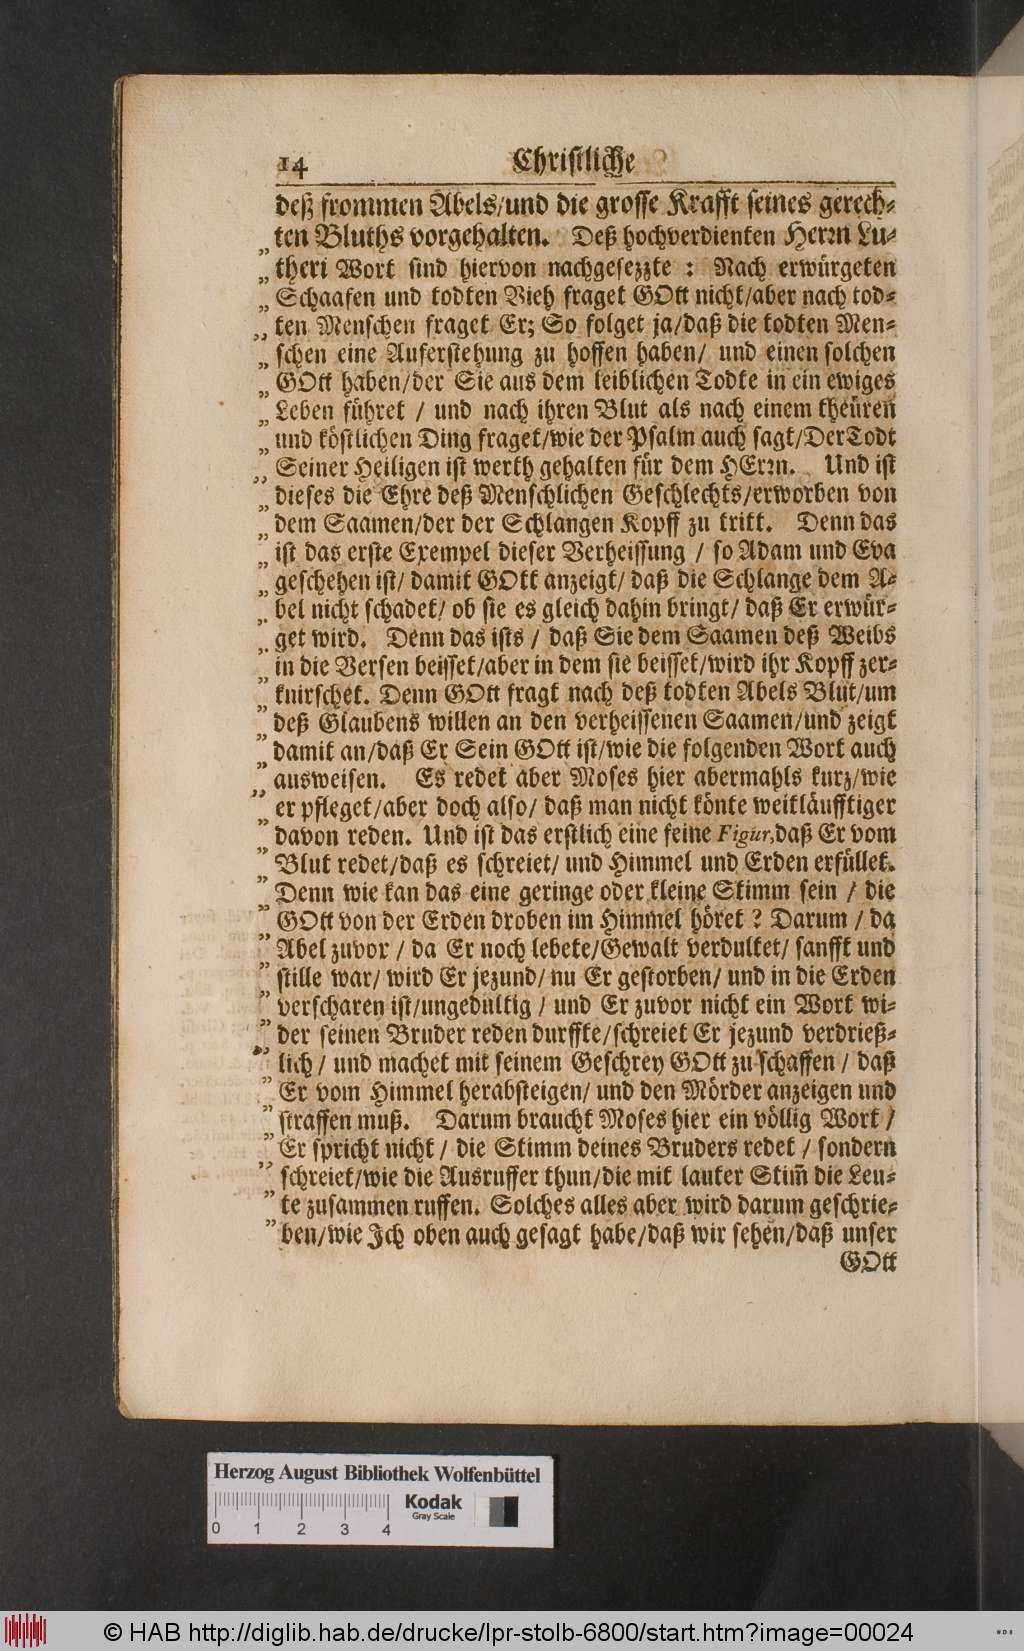 14 Christliche
deß frommen Abels/und die grosse Krafft seines gerech⸗
„ ten Bluths vorgehalten. Deß hochverdienten Herrn Lu⸗
„ theri Wort sind hiervon nachgesezzte : Nach erwürgeten
„ Schaafen und todten Vieh fraget GOtt nicht/aber nach tod⸗
„ ten Menschen fraget Er; So folget ja/daß die todten Men⸗
„ schen eine Auferstehung zu hoffen haben/ und einen solchen
„ GOtt haben/der Sie aus dem leiblichen Todte in ein ewiges
„ Leben führet / und nach ihren Blut als nach einem theüren
„ und köstlichen Ding fraget/wie der Psalm auch sagt/Der Todt
„ Seiner Heiligen ist werth gehalten für dem HErrn. Und ist
„ dieses die Ehre deß Menschlichen Geschlechts/erworben von
„ dem Saamen/der der Schlangen Kopff zu tritt. Denn das
„ ist das erste Exempel dieser Verheissung / so Adam und Eva
„ geschehen ist/ damit GOtt anzeigt/ daß die Schlange dem A⸗
„ bel nicht schadet/ ob sie es gleich dahin bringt/ daß Er erwür⸗
„ get wird. Denn das ists / daß Sie dem Saamen deß Weibs
„ in die Versen beisset/aber in dem sie beisset/wird ihr Kopff zer⸗
„ knirschet. Denn GOtt fragt nach deß todten Abels Blut/um
„ deß Glaubens willen an den verheissenen Saamen/und zeigt
„ damit an/daß Er Sein GOtt ist/wie die folgenden Wort auch
„ ausweisen. Es redet aber Moses hier abermahls kurz/wie
„ er pfleget/aber doch also/ daß man nicht könte weitläufftiger
„ davon reden. Und ist das erstlich eine feine Figur,daß Er vom
„ Blut redet/daß es schreiet/ und Himmel und Erden erfüllet.
„ Denn wie kan das eine geringe oder kleine Stimm sein / die
„ GOtt von der Erden droben im Himmel höret ? Darum / da
„ Abel zuvor / da Er noch lebete/Gewalt verdultet/ sanfft und
„ stille war/ wird Er jezund/ nu Er gestorben/ und in die Erden
„ verscharen ist/ungedultig / und Er zuvor nicht ein Wort wi⸗
„ der seinen Bruder reden durffte/schreiet Er jezund verdrieß⸗
„ lich / und machet mit seinem Geschrey GOtt zu schaffen / daß
„ Er vom Himmel herabsteigen/ und den Mörder anzeigen und
„ straffen muß. Darum braucht Moses hier ein völlig Wort /
„ Er spricht nicht / die Stimm deines Bruders redet / sondern
„ schreiet/wie die Ausruffer thun/die mit lauter Stim̃ die Leu⸗
„ te zusammen ruffen. Solches alles aber wird darum geschrie⸗
„ ben/wie Ich oben auch gesagt habe/daß wir sehen/daß unser
GOtt
Herzog August Bibliothek Wolfenbüttel
Kodak
Gray Scale
0 1 2 3 4
© HAB http://diglib.hab.de/drucke/lpr-stolb-6800/start.htm?image=00024